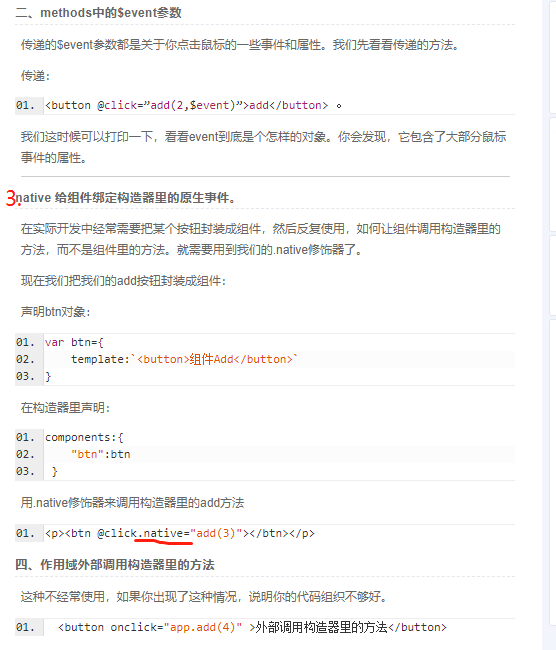 二、methods中的$event参数
传递的$event参数都是关于你点击鼠标的一些事件和属性。我们先看看传递的方法。
传递：
01. <button @click=”add(2,$event)”>add</button> 。
我们这时候可以打印一下，看看event到底是个怎样的对象。你会发现，它包含了大部分鼠标
事件的属性。
3.native 给组件绑定构造器里的原生事件。
在实际开发中经常需要把某个按钮封装成组件，然后反复使用，如何让组件调用构造器里的
方法，而不是组件里的方法。就需要用到我们的.native修饰器了。
现在我们把我们的add按钮封装成组件：
声明btn对象：
01. var btn={
02. template:`<button>组件Add</button>`
03. }
在构造器里声明：
01. components:{
02. "btn":btn
03. }
用.native修饰器来调用构造器里的add方法
01. <p><btn @click.native="add(3)"></btn></p>
四、作用域外部调用构造器里的方法
这种不经常使用，如果你出现了这种情况，说明你的代码组织不够好。
01. <button onclick="app.add(4)" >外部调用构造器里的方法</button>